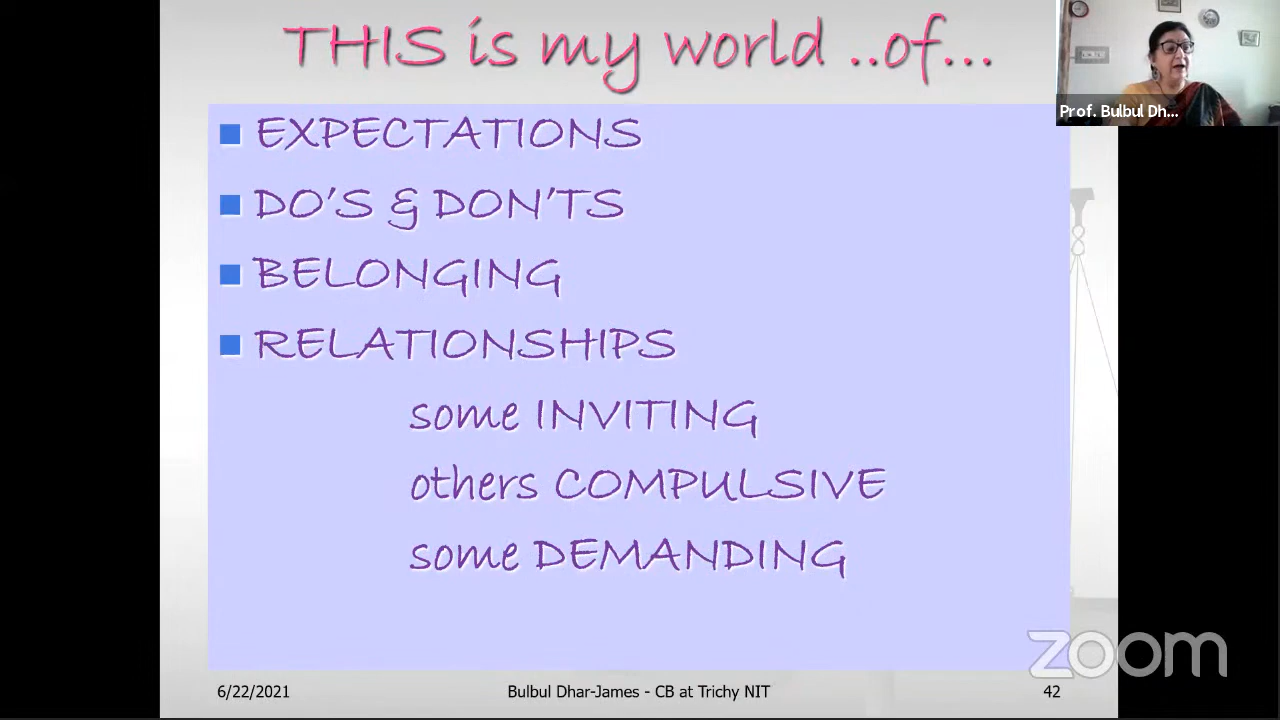 THIS is my world ..of...
Prof. Bulbul Dh...
EXPECTATIONS
DO'S & DON'TS
BELONGING
RELATIONSHIPS
some INVITING
others COMPULSIVE
some DEMANDING
zoom
6/22/2021
Bulbul Dhar-James - CB at Trichy NIT
42